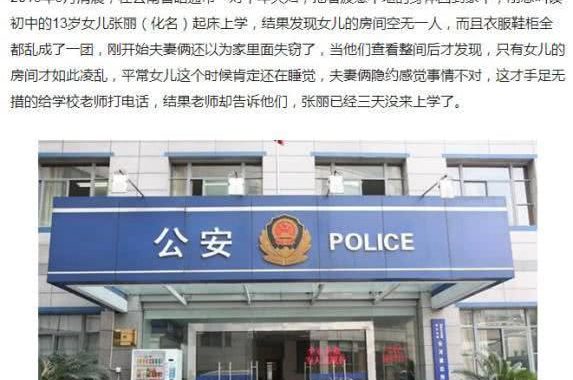 初中的13岁女儿张丽（化名）起床上学，结果发现女儿的房间空无一人，而且衣服鞋柜全
都乱成了一团，刚开始夫妻俩还以为家里面失窃了，当他们查看整间后才发现，只有女儿的
房间才如此凌乱，平常女儿这个时候肯定还在睡觉，夫妻俩隐约感觉事情不对，这才手足无
措的给学校老师打电话，结果老师却告诉他们，张丽已经三天没来上学了。
公安 POLICE